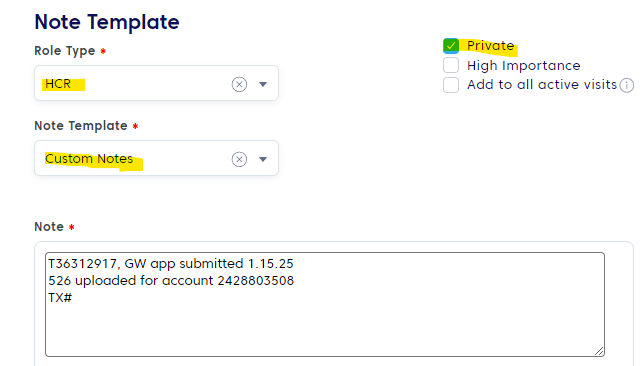 Note Template
Role Type *
HCR
Private
High Importance
Add to all active visits
Note Template *
Custom Notes
Note *
T36312917, GW app submitted 1.15.25
526 uploaded for account 2428803508
TX#